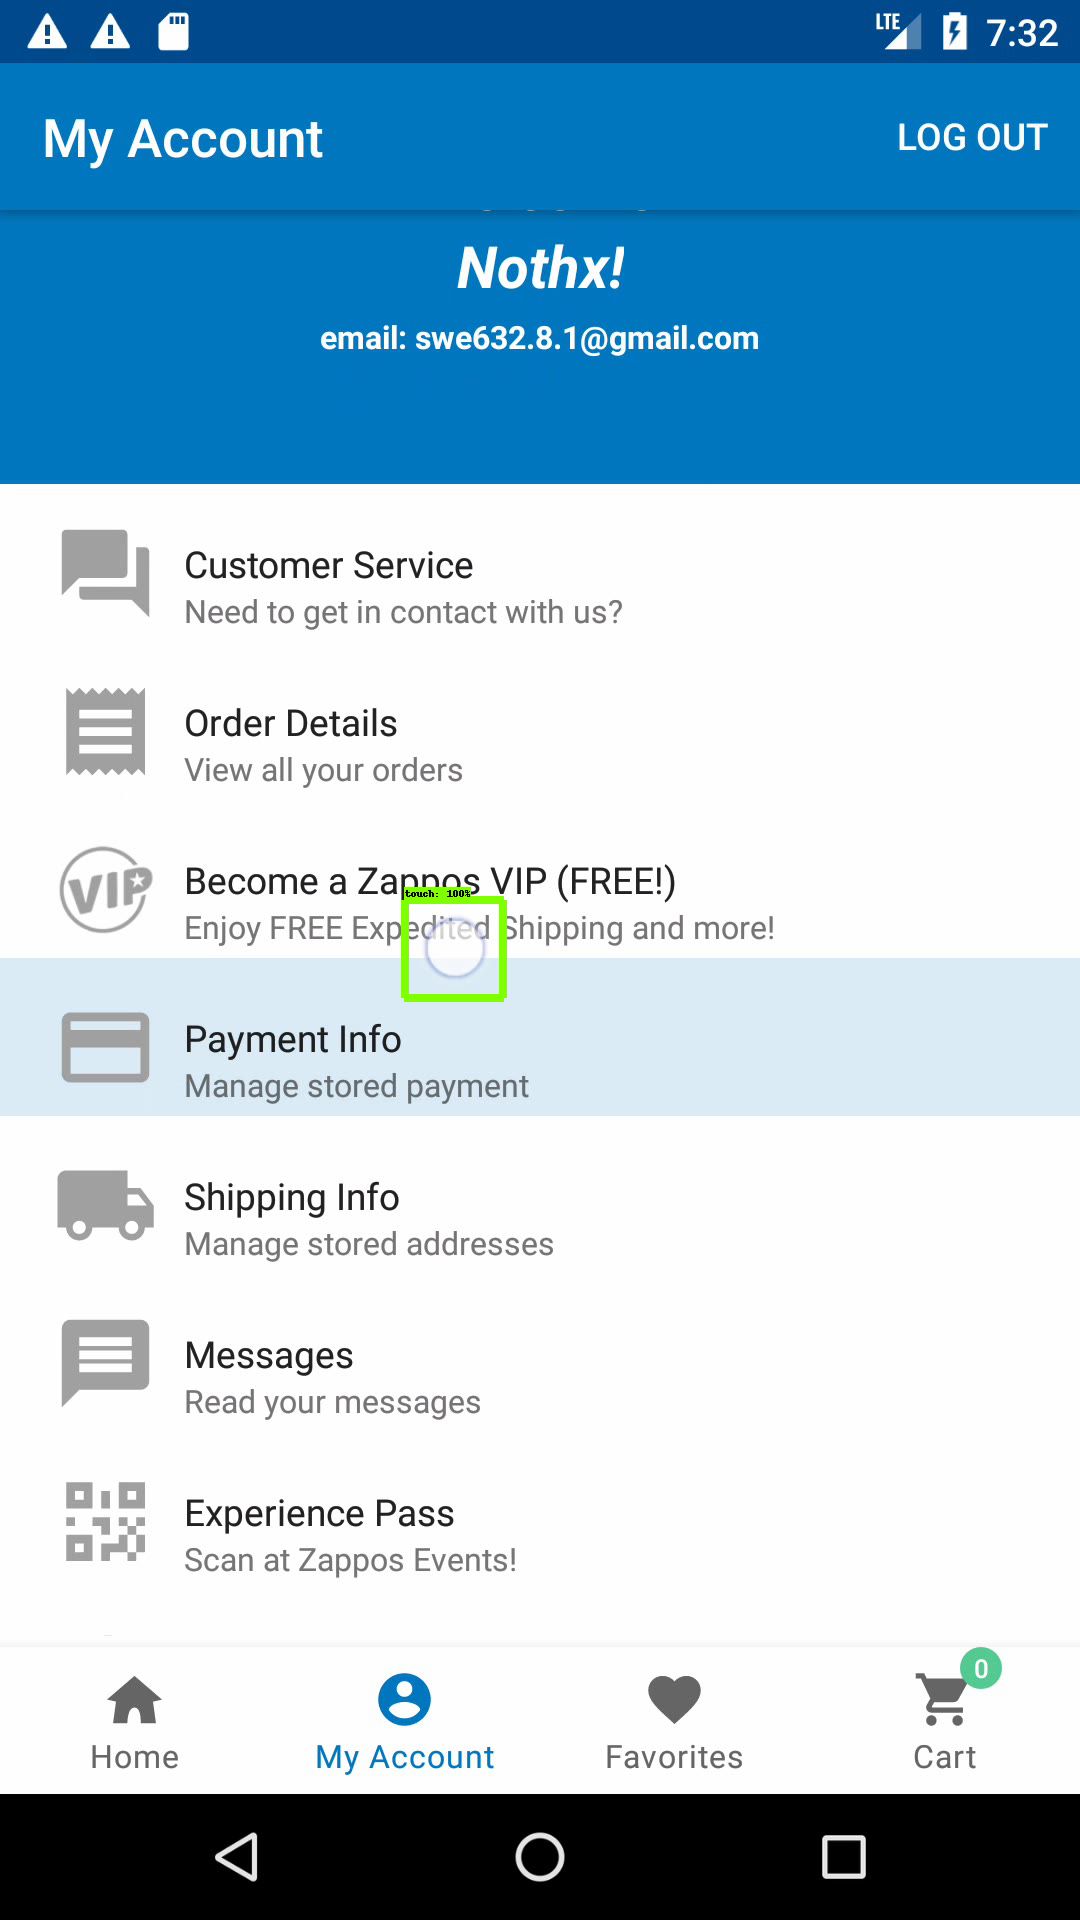 LTE 7:32
My Account LOG OUT
Nothx!
email: swe632.8.1@gmail.com
Customer Service
Need to get in contact with us?
Order Details
View all your orders
VIP
Become a Zappos VIP (FREE!)
touch: 100%
Enjoy FREE Expedited Shipping and more!
Payment Info
Manage stored payment
Shipping Info
Manage stored addresses
Messages
Read your messages
Experience Pass
Scan at Zappos Events!
0
Home My Account Favorites Cart